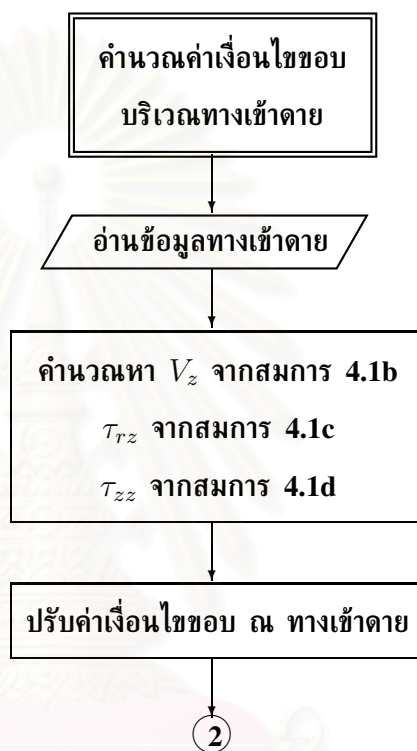 คำนวณค่าเงื่อนไขขอบ
บริเวณทางเข้าดาย
อ่านข้อมูลทางเข้าดาย
คำนวณหา V_z จากสมการ 4.1b
τ_{rz} จากสมการ 4.1c
τ_{zz} จากสมการ 4.1d
ปรับค่าเงื่อนไขขอบ ณ ทางเข้าดาย
2